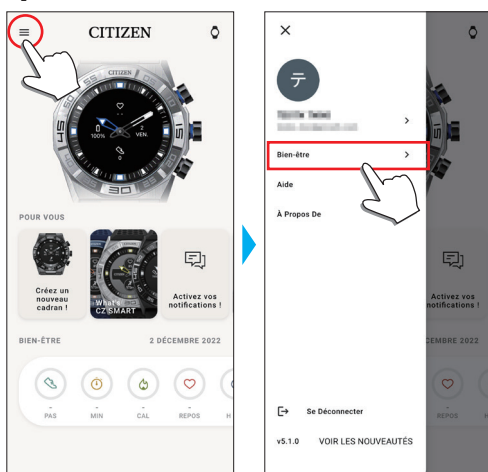 CITIZEN
CITIZEN
100%
0
2
VEN.
0
POUR VOUS
Créez un
nouveau
cadran !
What's
CZ SMART
Activez vos
notifications !
BIEN-ÊTRE
2 DÉCEMBRE 2022
PAS
MIN
CAL
REPOS
H
テ
Bien-être
Aide
À Propos De
Activez vos
notifications !
CEMBRE 2022
REPOS
H
Se Déconnecter
v5.1.0
VOIR LES NOUVEAUTÉS